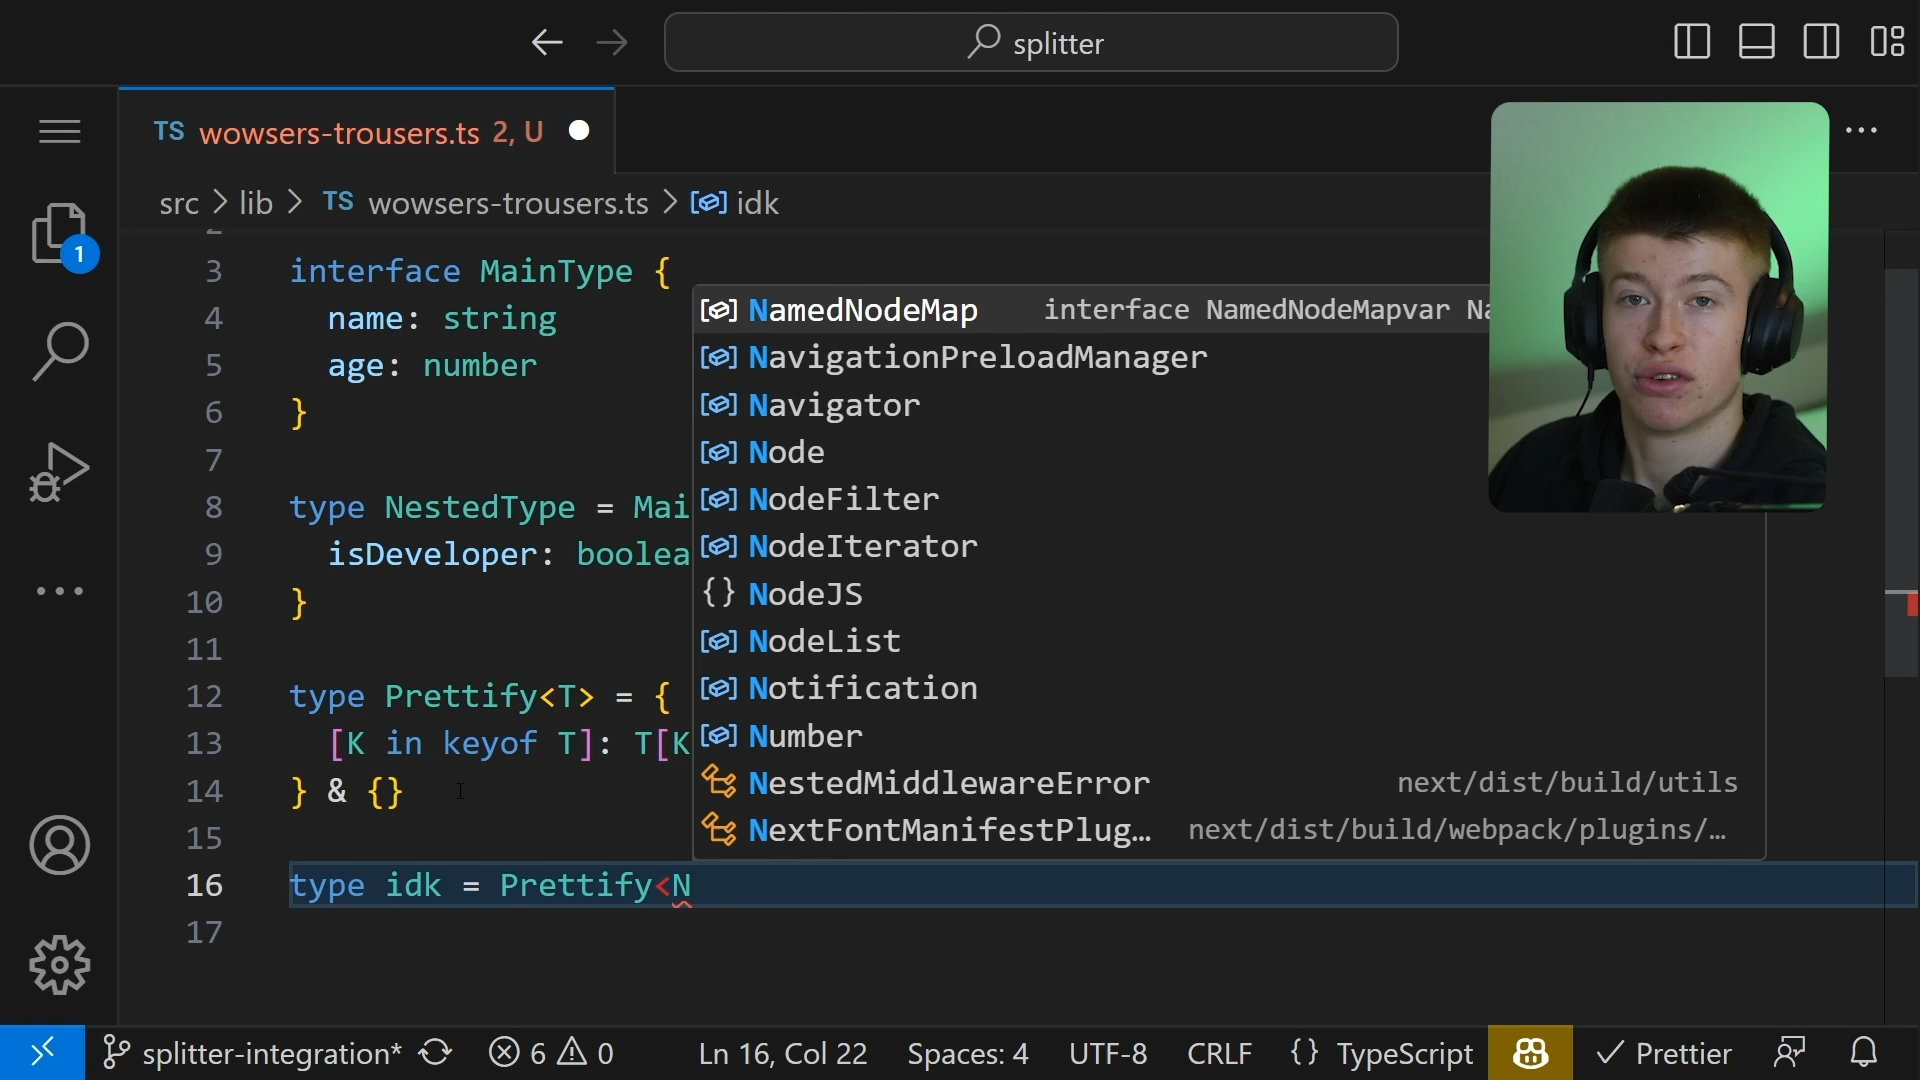 splitter
TS wowsers-trousers.ts 2, U
src > lib > TS wowsers-trousers.ts > idk
2
3 interface MainType {
4 name: string
5 age: number
6 }
7
8 type NestedType = Mai
9 isDeveloper: boolea
10 }
11
12 type Prettify<T> = {
13 [K in keyof T]: T[K
14 } & {}
15
16 type idk = Prettify<N
17
NamedNodeMap interface NamedNodeMapvar Na
NavigationPreloadManager
Navigator
Node
NodeFilter
NodeIterator
{} NodeJS
NodeList
Notification
Number
NestedMiddlewareError next/dist/build/utils
NextFontManifestPlug… next/dist/build/webpack/plugins/…
1
splitter-integration* 6 0 Ln 16, Col 22 Spaces: 4 UTF-8 CRLF {} TypeScript Prettier